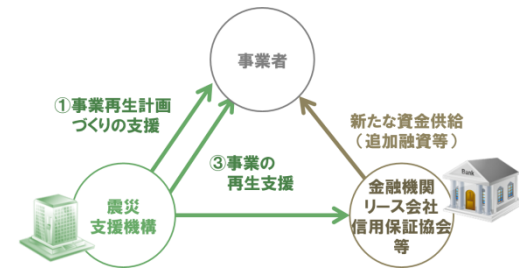 事業者
①事業再生計画
づくりの支援
新たな資金供給
（追加融資等）
③事業の
再生支援
震災
支援機構
金融機関
リース会社
信用保証協会
等
Bank